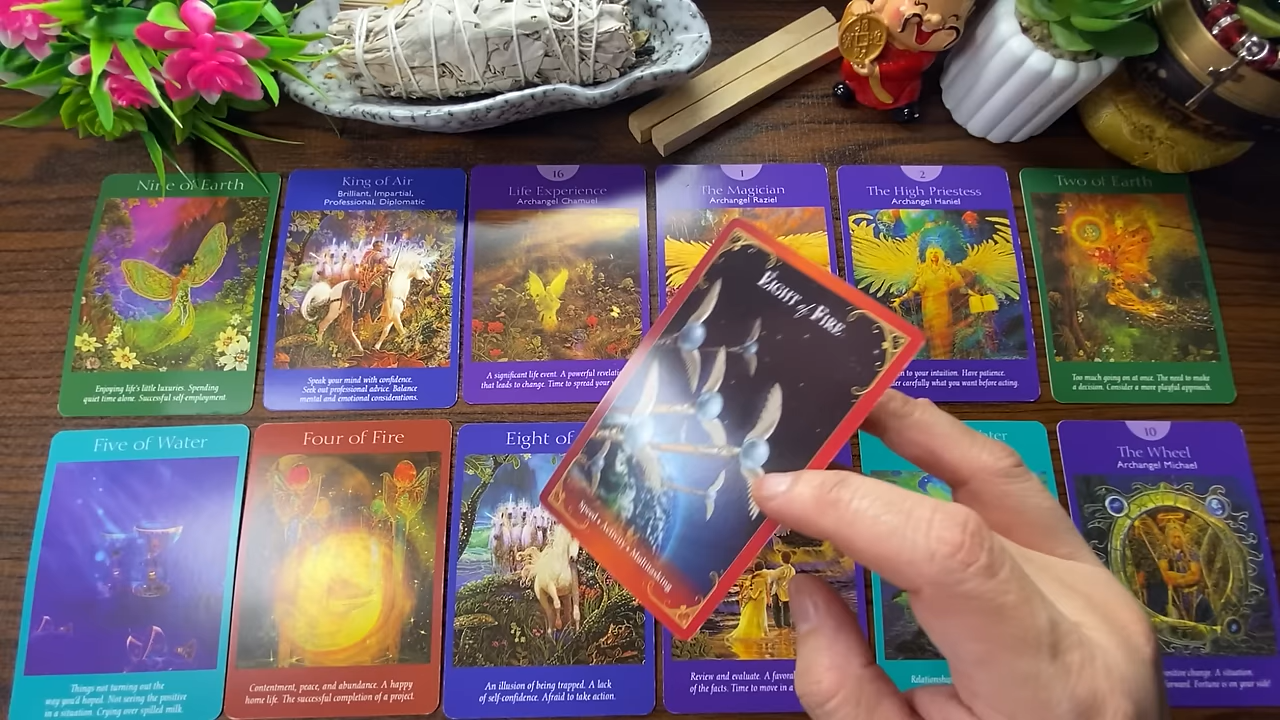 Nine of Earth
Enjoying life's little luxuries. Spending
quiet time alone. Successful self-employment.
King of Air
Brilliant, Impartial,
Professional, Diplomatic
Speak your mind with confidence.
Seek out professional advice. Balance
mental and emotional considerations.
16
Life Experience
Archangel Chamuel
A significant life event. A powerful
that leads to change. Time to spread your
1
The Magician
Archangel Raziel
2
The High Priestess
Archangel Haniel
to your intuition. Have patience.
carefully what you want before acting.
Two of Earth
Too much going on at once. The need to
make a decision. Consider a more playful approach.
EIGHT of FIRE
Speed • Activity • Multitasking
Five of Water
Things not turning out the
way you'd hoped. Not seeing the positive
in a situation. Crying over spilled milk.
Four of Fire
Contentment, peace, and abundance. A happy
home life. The successful completion of a project.
Eight of
An illusion of being trapped. A lack
of self-confidence. Afraid to take action.
Review and evaluate. A
of the facts. Time to move in a
10
The Wheel
Archangel Michael
change. A situation
Fortune is on your side!